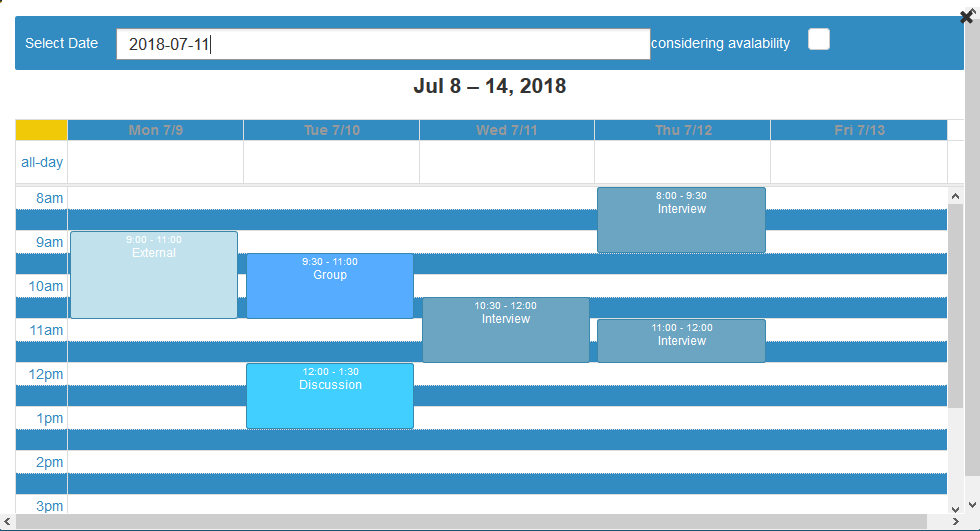 Select Date 2018-07-11 considering avalability
Jul 8 – 14, 2018
Mon 7/9 Tue 7/10 Wed 7/11 Thu 7/12 Fri 7/13
all-day
8am
8:00 - 9:30
Interview
9am
9:00 - 11:00
External
9:30 - 11:00
Group
10am
10:30 - 12:00
Interview
11am
11:00 - 12:00
Interview
12pm
12:00 - 1:30
Discussion
1pm
2pm
3pm